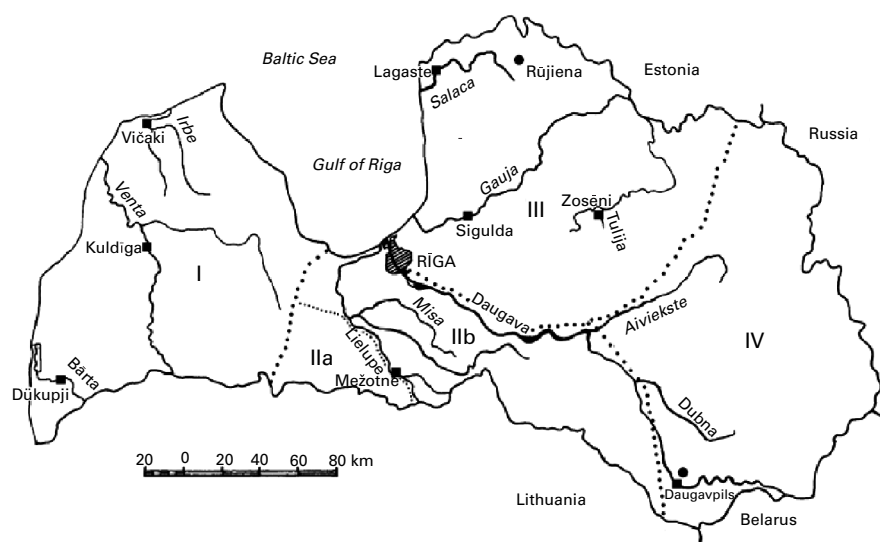 Baltic Sea
Lagaste
Rūjiena
Estonia
Salaca
Russia
Vičaki
Irbe
Gulf of Riga
Gauja
Venta
III
Zosēni
Sigulda
Tulija
Kuldīga
RĪGA
I
Daugava
Misa
Aiviekste
IIb
IV
Lielupe
IIa
Bārta
Mežotne
Dūkupji
Dubna
20 0 20 40 60 80 km
Lithuania
Daugavpils
Belarus